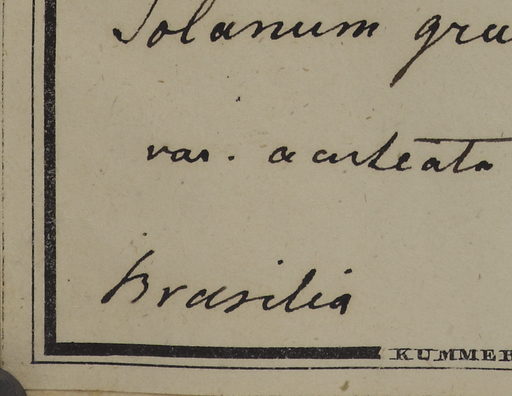 Solanum gra
var. aculeata
Brasilia
KUMMER